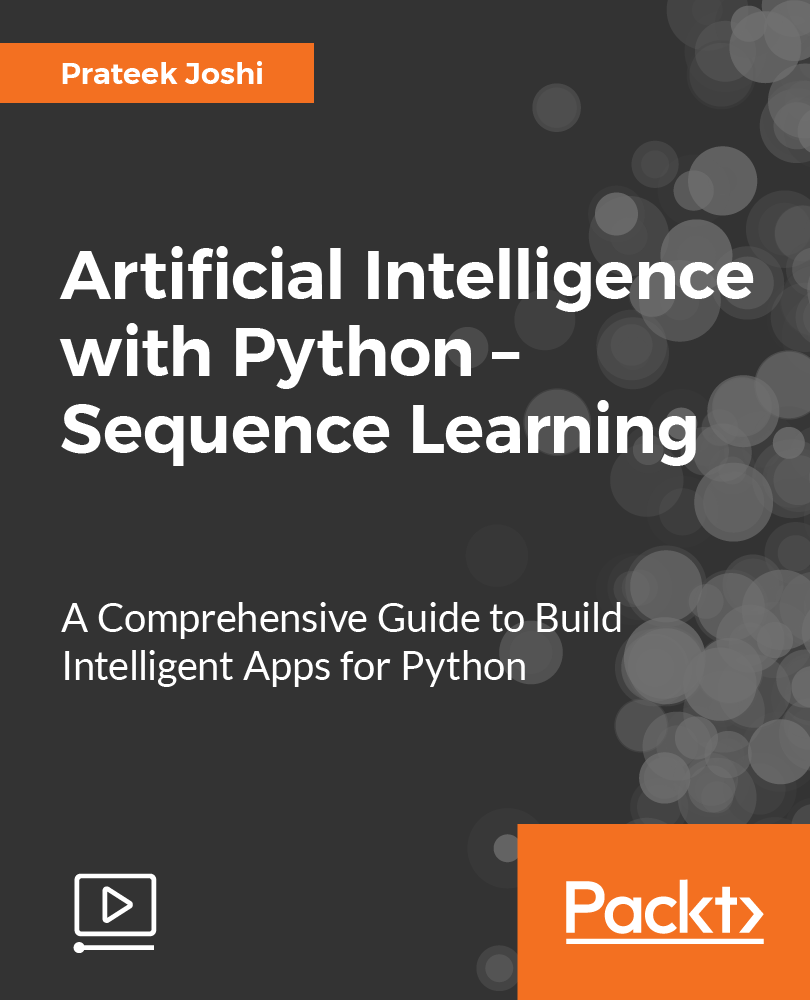 Prateek Joshi
Artificial Intelligence
with Python –
Sequence Learning
A Comprehensive Guide to Build
Intelligent Apps for Python
Packt